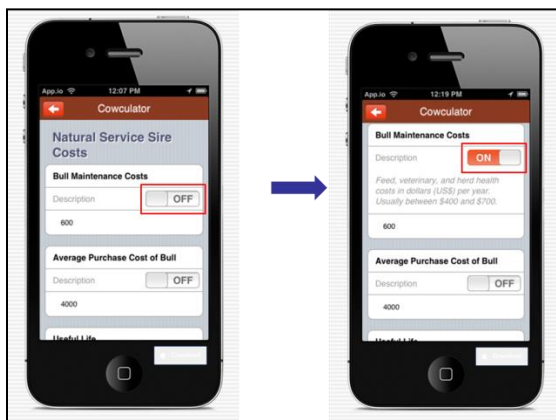 App.io 12:07 PM
Cowculator
Natural Service Sire
Costs
Bull Maintenance Costs
Description OFF
600
Average Purchase Cost of Bull
Description OFF
4000
Useful Life
Download
App.io 12:19 PM
Cowculator
Bull Maintenance Costs
Description ON
Feed, veterinary, and herd health
costs in dollars (US$) per year.
Usually between $400 and $700.
600
Average Purchase Cost of Bull
Description OFF
4000